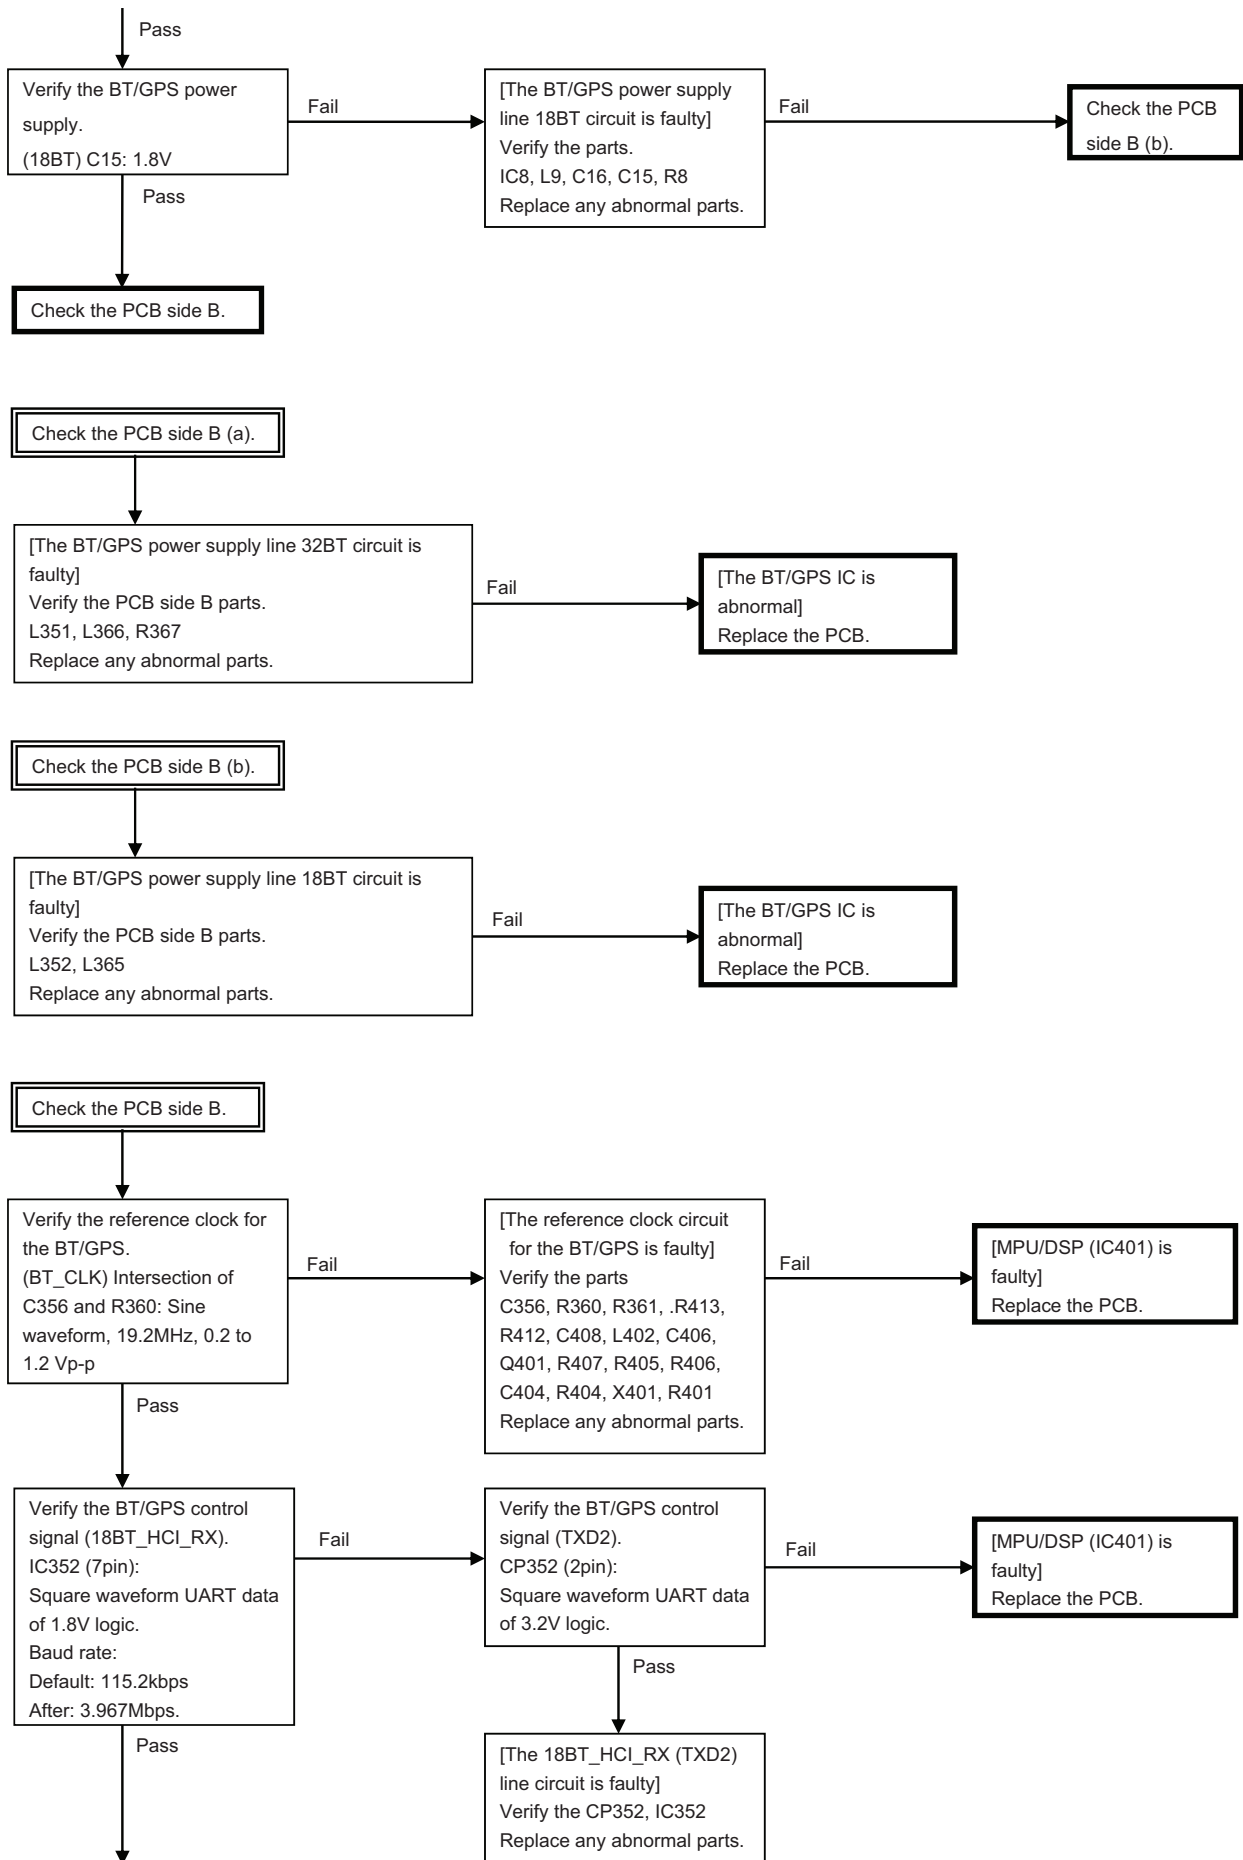 Pass
Verify the BT/GPS power
supply.
(18BT) C15: 1.8V
Fail
[The BT/GPS power supply
line 18BT circuit is faulty]
Verify the parts.
IC8, L9, C16, C15, R8
Replace any abnormal parts.
Fail
Check the PCB
side B (b).
Pass
Check the PCB side B.
Check the PCB side B (a).
[The BT/GPS power supply line 32BT circuit is
faulty]
Verify the PCB side B parts.
L351, L366, R367
Replace any abnormal parts.
Fail
[The BT/GPS IC is
abnormal]
Replace the PCB.
Check the PCB side B (b).
[The BT/GPS power supply line 18BT circuit is
faulty]
Verify the PCB side B parts.
L352, L365
Replace any abnormal parts.
Fail
[The BT/GPS IC is
abnormal]
Replace the PCB.
Check the PCB side B.
Verify the reference clock for
the BT/GPS.
(BT_CLK) Intersection of
C356 and R360: Sine
waveform, 19.2MHz, 0.2 to
1.2 Vp-p
Fail
[The reference clock circuit
for the BT/GPS is faulty]
Verify the parts
C356, R360, R361, .R413,
R412, C408, L402, C406,
Q401, R407, R405, R406,
C404, R404, X401, R401
Replace any abnormal parts.
Fail
[MPU/DSP (IC401) is
faulty]
Replace the PCB.
Pass
Verify the BT/GPS control
signal (18BT_HCI_RX).
IC352 (7pin):
Square waveform UART data
of 1.8V logic.
Baud rate:
Default: 115.2kbps
After: 3.967Mbps.
Fail
Verify the BT/GPS control
signal (TXD2).
CP352 (2pin):
Square waveform UART data
of 3.2V logic.
Fail
[MPU/DSP (IC401) is
faulty]
Replace the PCB.
Pass
Pass
[The 18BT_HCI_RX (TXD2)
line circuit is faulty]
Verify the CP352, IC352
Replace any abnormal parts.